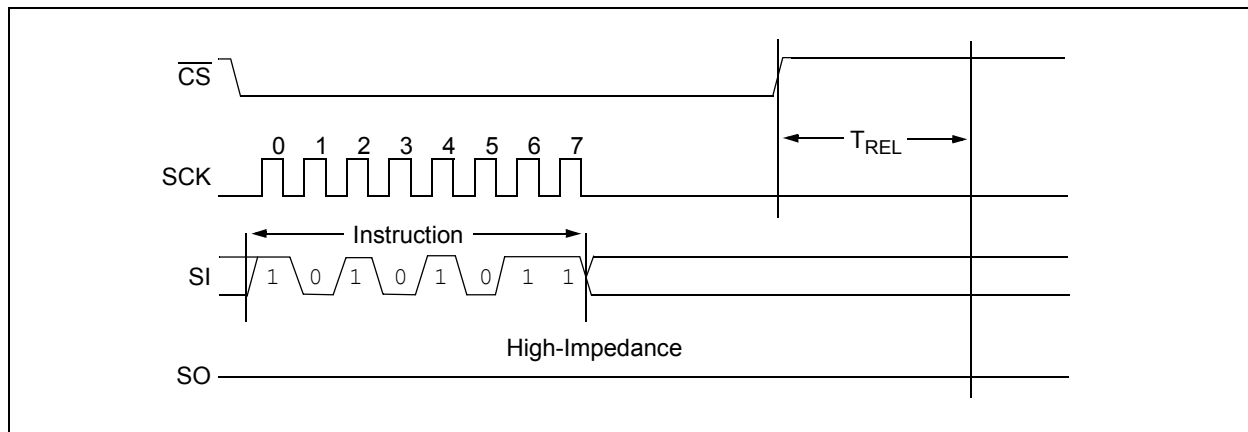 CS
TREL
0 1 2 3 4 5 6 7
SCK
Instruction
SI 1 0 1 0 1 0 1 1
High-Impedance
SO